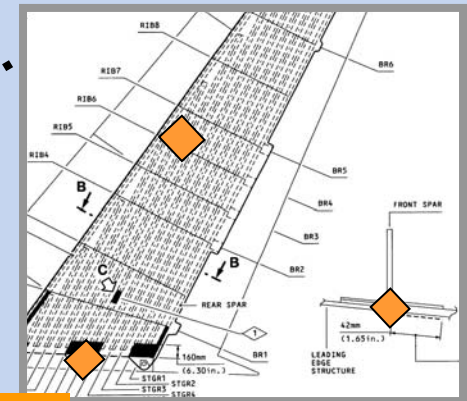 RIB8
BR6
RIB7
RIB6
RIB5
BR5
RIB4
BR4
FRONT SPAR
B
BR3
C
B
BR2
REAR SPAR
1
42mm
(1.65in.)
160mm
BR1
(6.30in.)
LEADING
EDGE
STRUCTURE
STGR1
STGR2
STGR3
STGR4